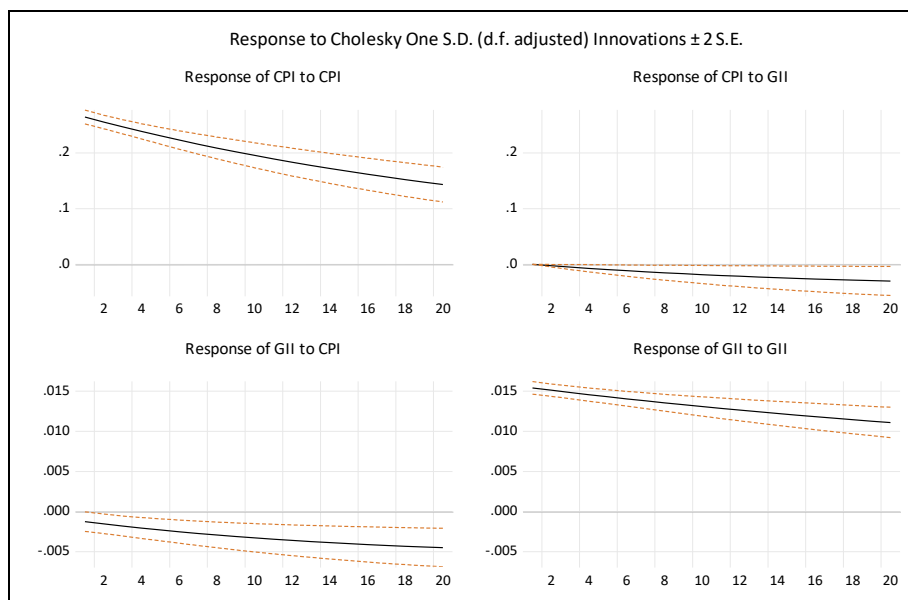 Response to Cholesky One S.D. (d.f. adjusted) Innovations ± 2 S.E.
Response of CPI to CPI
.2
.1
.0
2 4 6 8 10 12 14 16 18 20
Response of CPI to GII
.2
.1
.0
2 4 6 8 10 12 14 16 18 20
Response of GII to CPI
.015
.010
.005
.000
-.005
2 4 6 8 10 12 14 16 18 20
Response of GII to GII
.015
.010
.005
.000
-.005
2 4 6 8 10 12 14 16 18 20